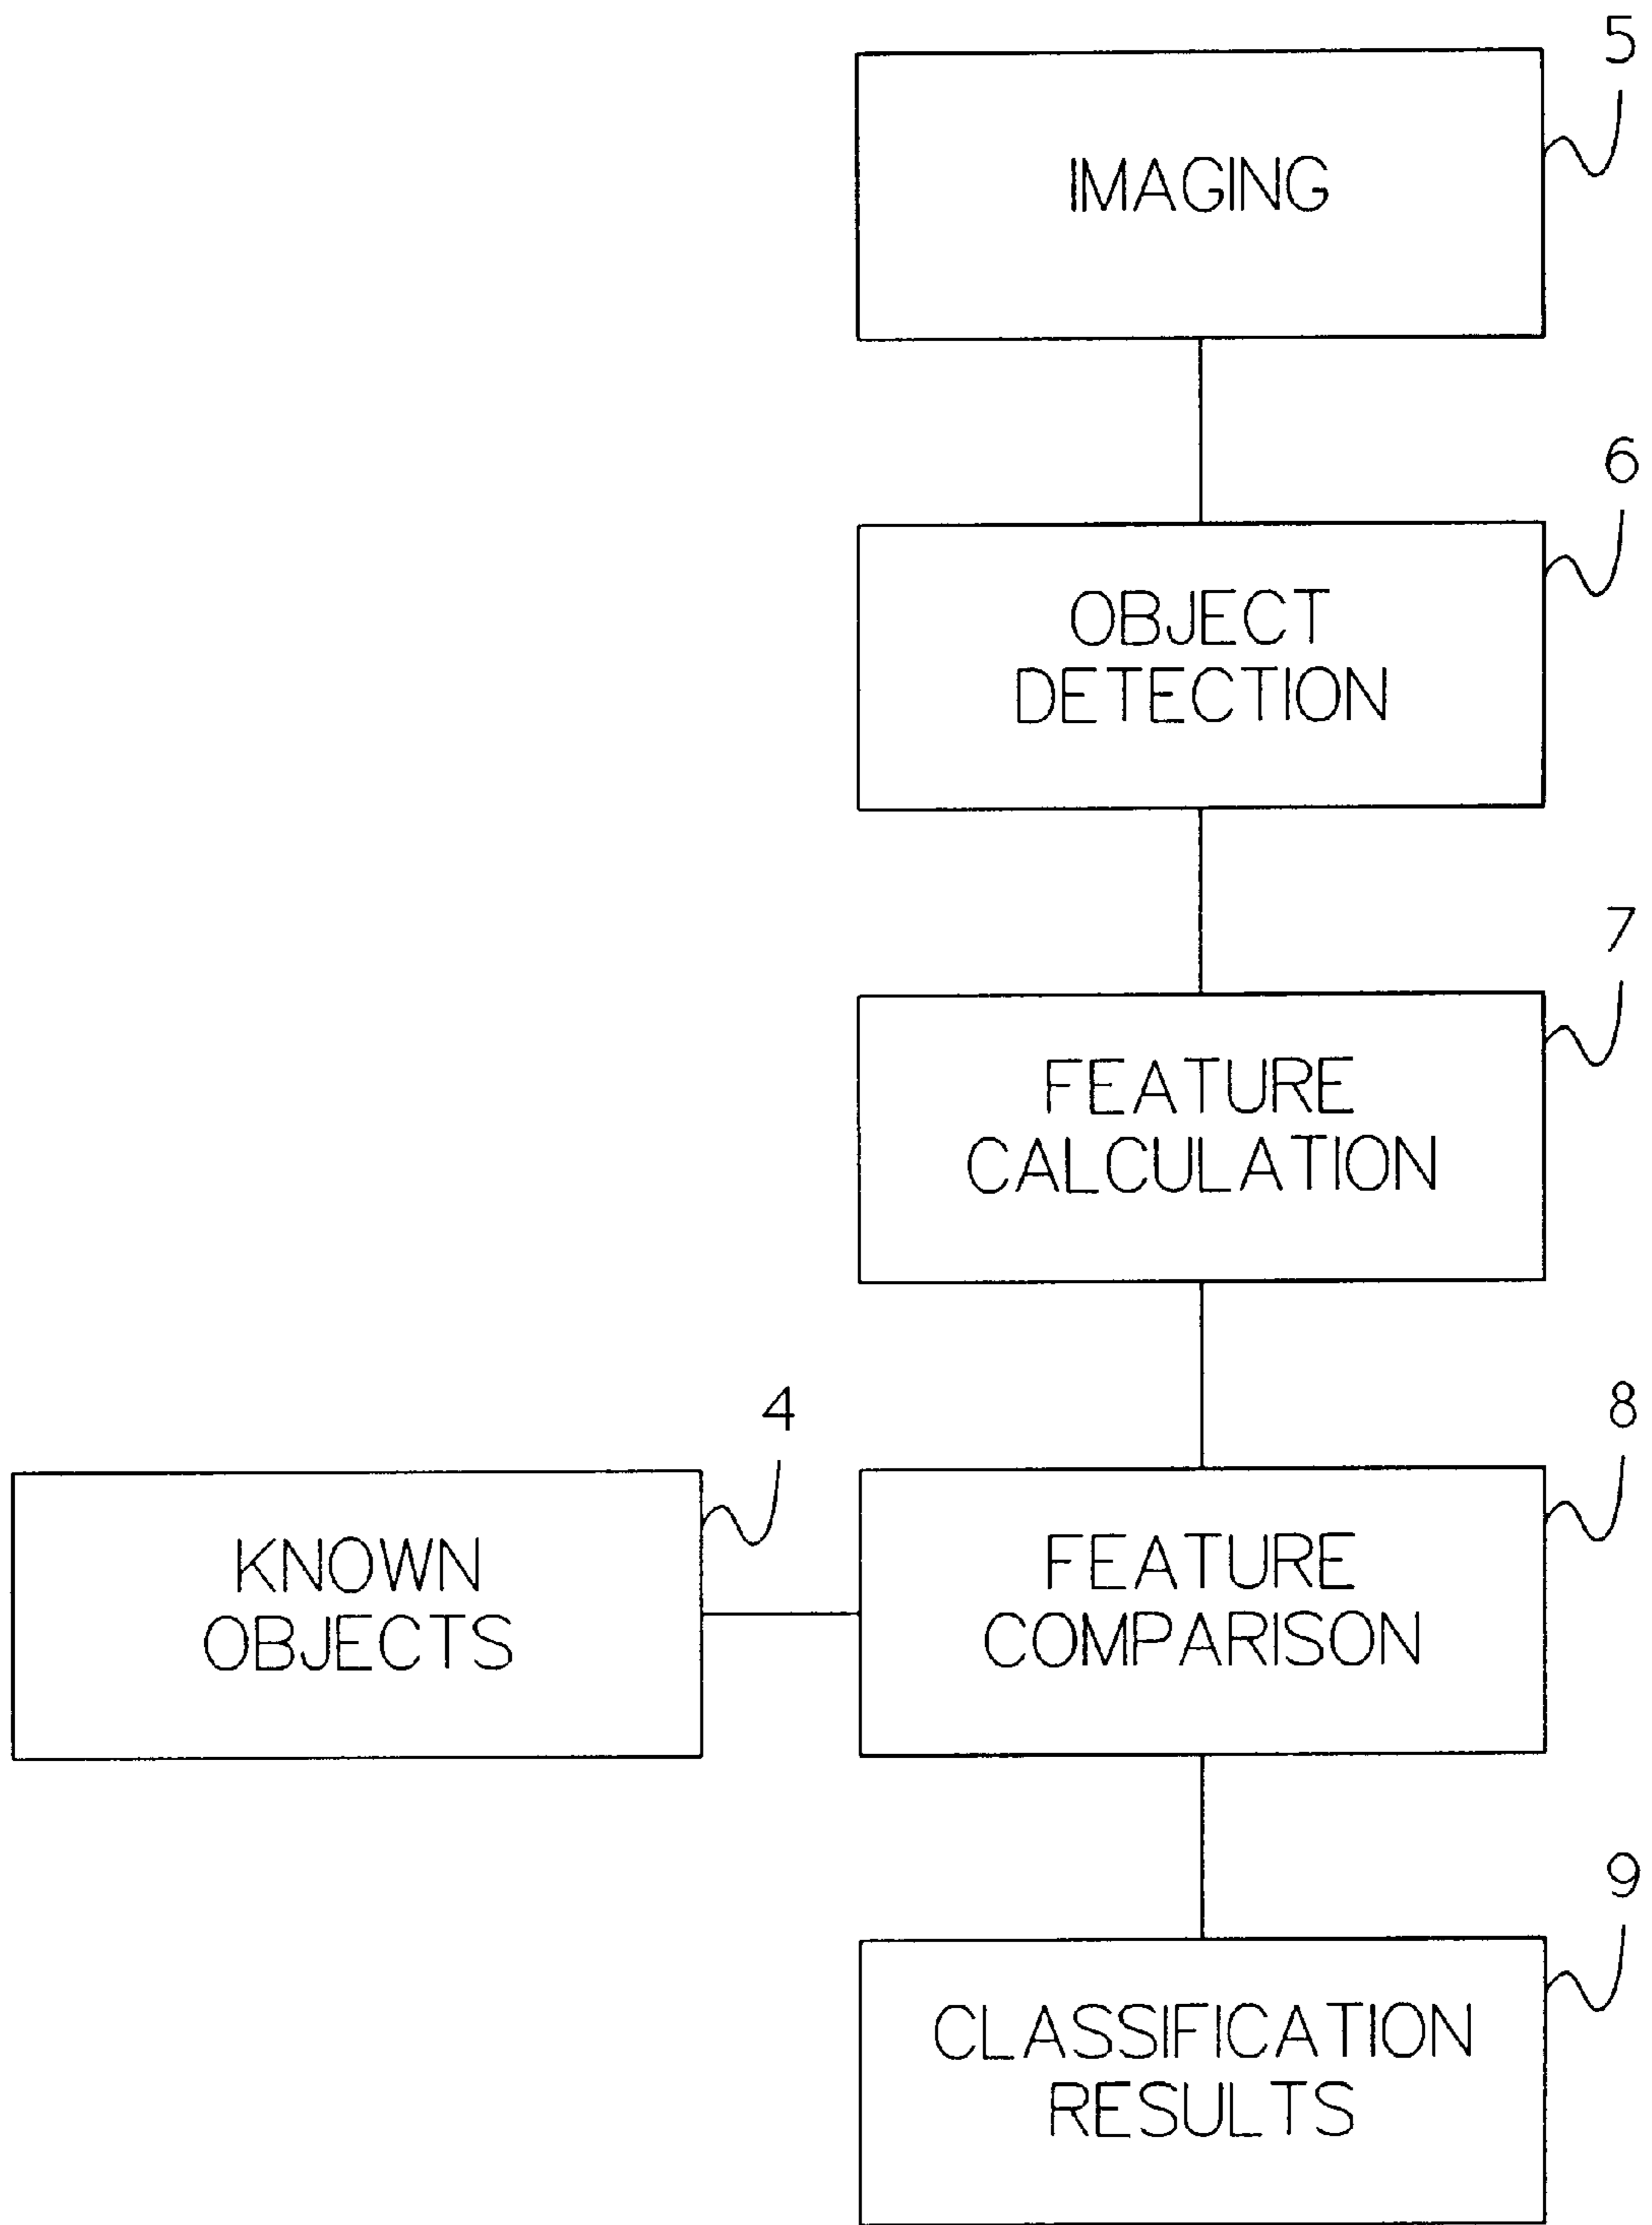 5
IMAGING
6
OBJECT
DETECTION
7
FEATURE
CALCULATION
4
8
KNOWN
OBJECTS
FEATURE
COMPARISON
9
CLASSIFICATION
RESULTS